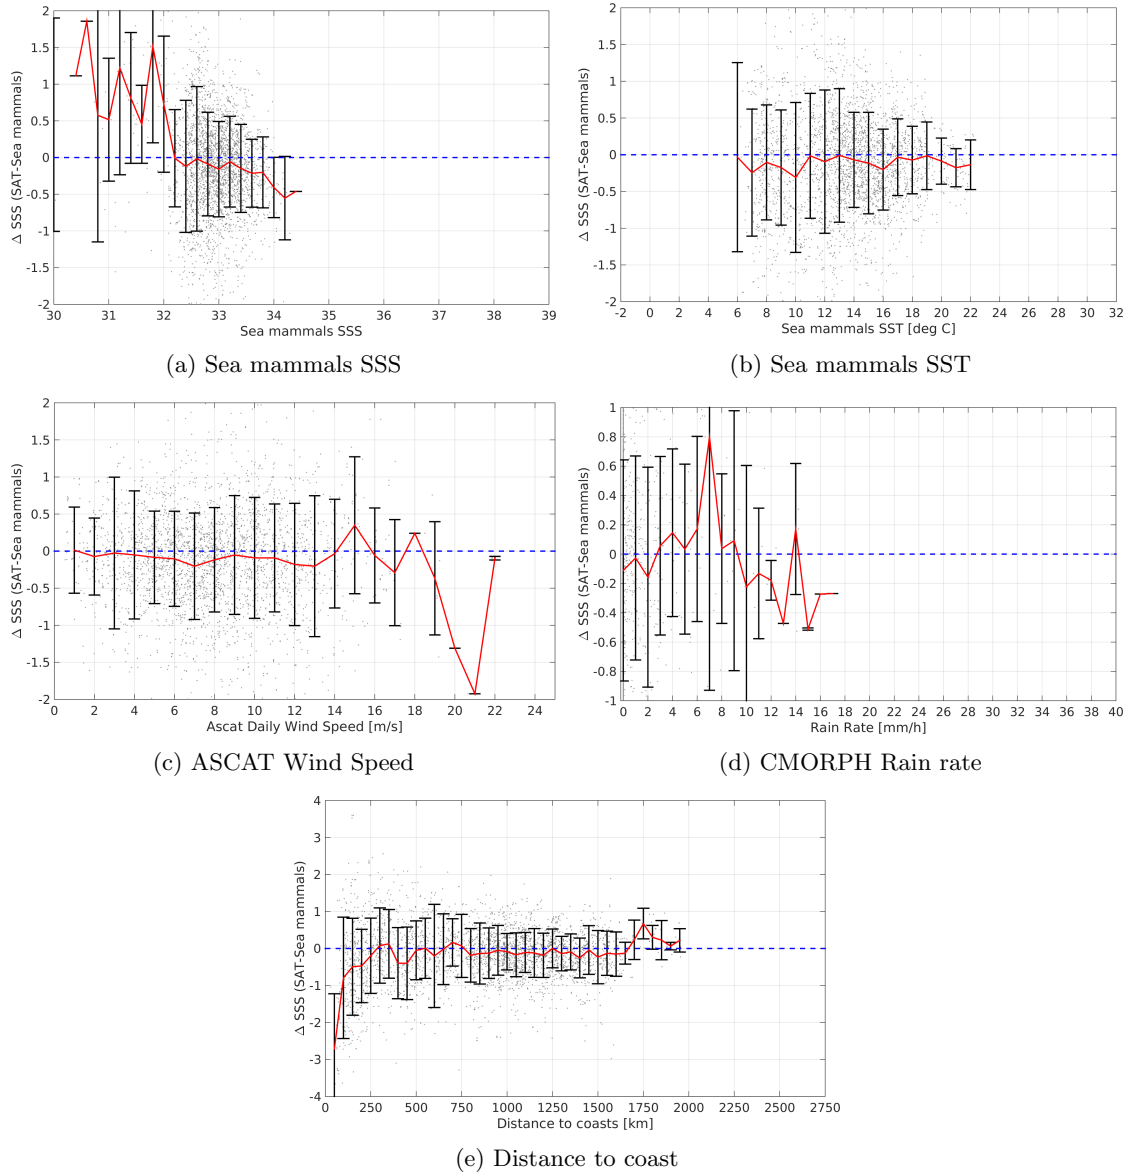 2
1.5
1
0.5
0
-0.5
-1
-1.5
-2
Δ SSS (SAT-Sea mammals)
30 31 32 33 34 35 36 37 38 39
Sea mammals SSS
(a) Sea mammals SSS
2
1.5
1
0.5
0
-0.5
-1
-1.5
-2
Δ SSS (SAT-Sea mammals)
-2 0 2 4 6 8 10 12 14 16 18 20 22 24 26 28 30 32
Sea mammals SST [deg C]
(b) Sea mammals SST
2
1.5
1
0.5
0
-0.5
-1
-1.5
-2
Δ SSS (SAT-Sea mammals)
0 2 4 6 8 10 12 14 16 18 20 22 24
Ascat Daily Wind Speed [m/s]
(c) ASCAT Wind Speed
1
0.8
0.6
0.4
0.2
0
-0.2
-0.4
-0.6
-0.8
-1
Δ SSS (SAT-Sea mammals)
0 2 4 6 8 10 12 14 16 18 20 22 24 26 28 30 32 34 36 38 40
Rain Rate [mm/h]
(d) CMORPH Rain rate
4
3
2
1
0
-1
-2
-3
-4
Δ SSS (SAT-Sea mammals)
0 250 500 750 1000 1250 1500 1750 2000 2250 2500 2750
Distance to coasts [km]
(e) Distance to coast